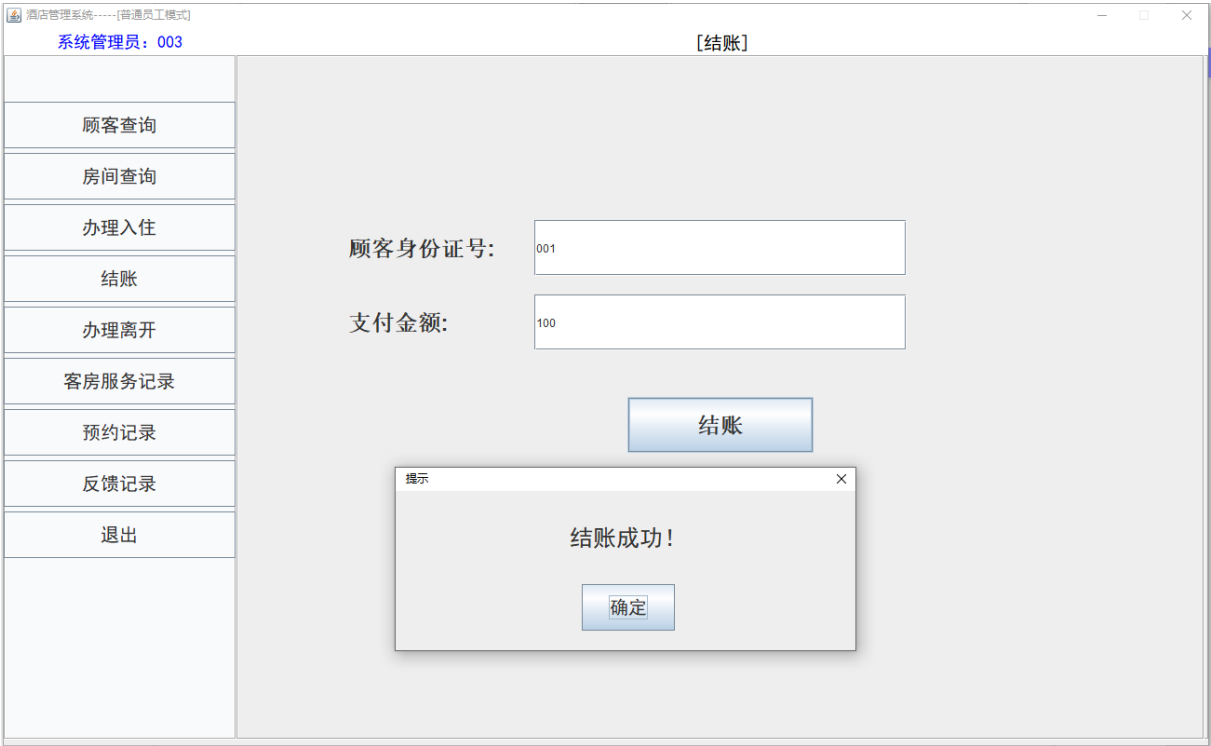 酒店管理系统-----[普通员工模式]
系统管理员：003
[结账]
顾客查询
房间查询
办理入住
结账
办理离开
客房服务记录
预约记录
反馈记录
退出
顾客身份证号:
001
支付金额:
100
结账
提示
结账成功!
确定